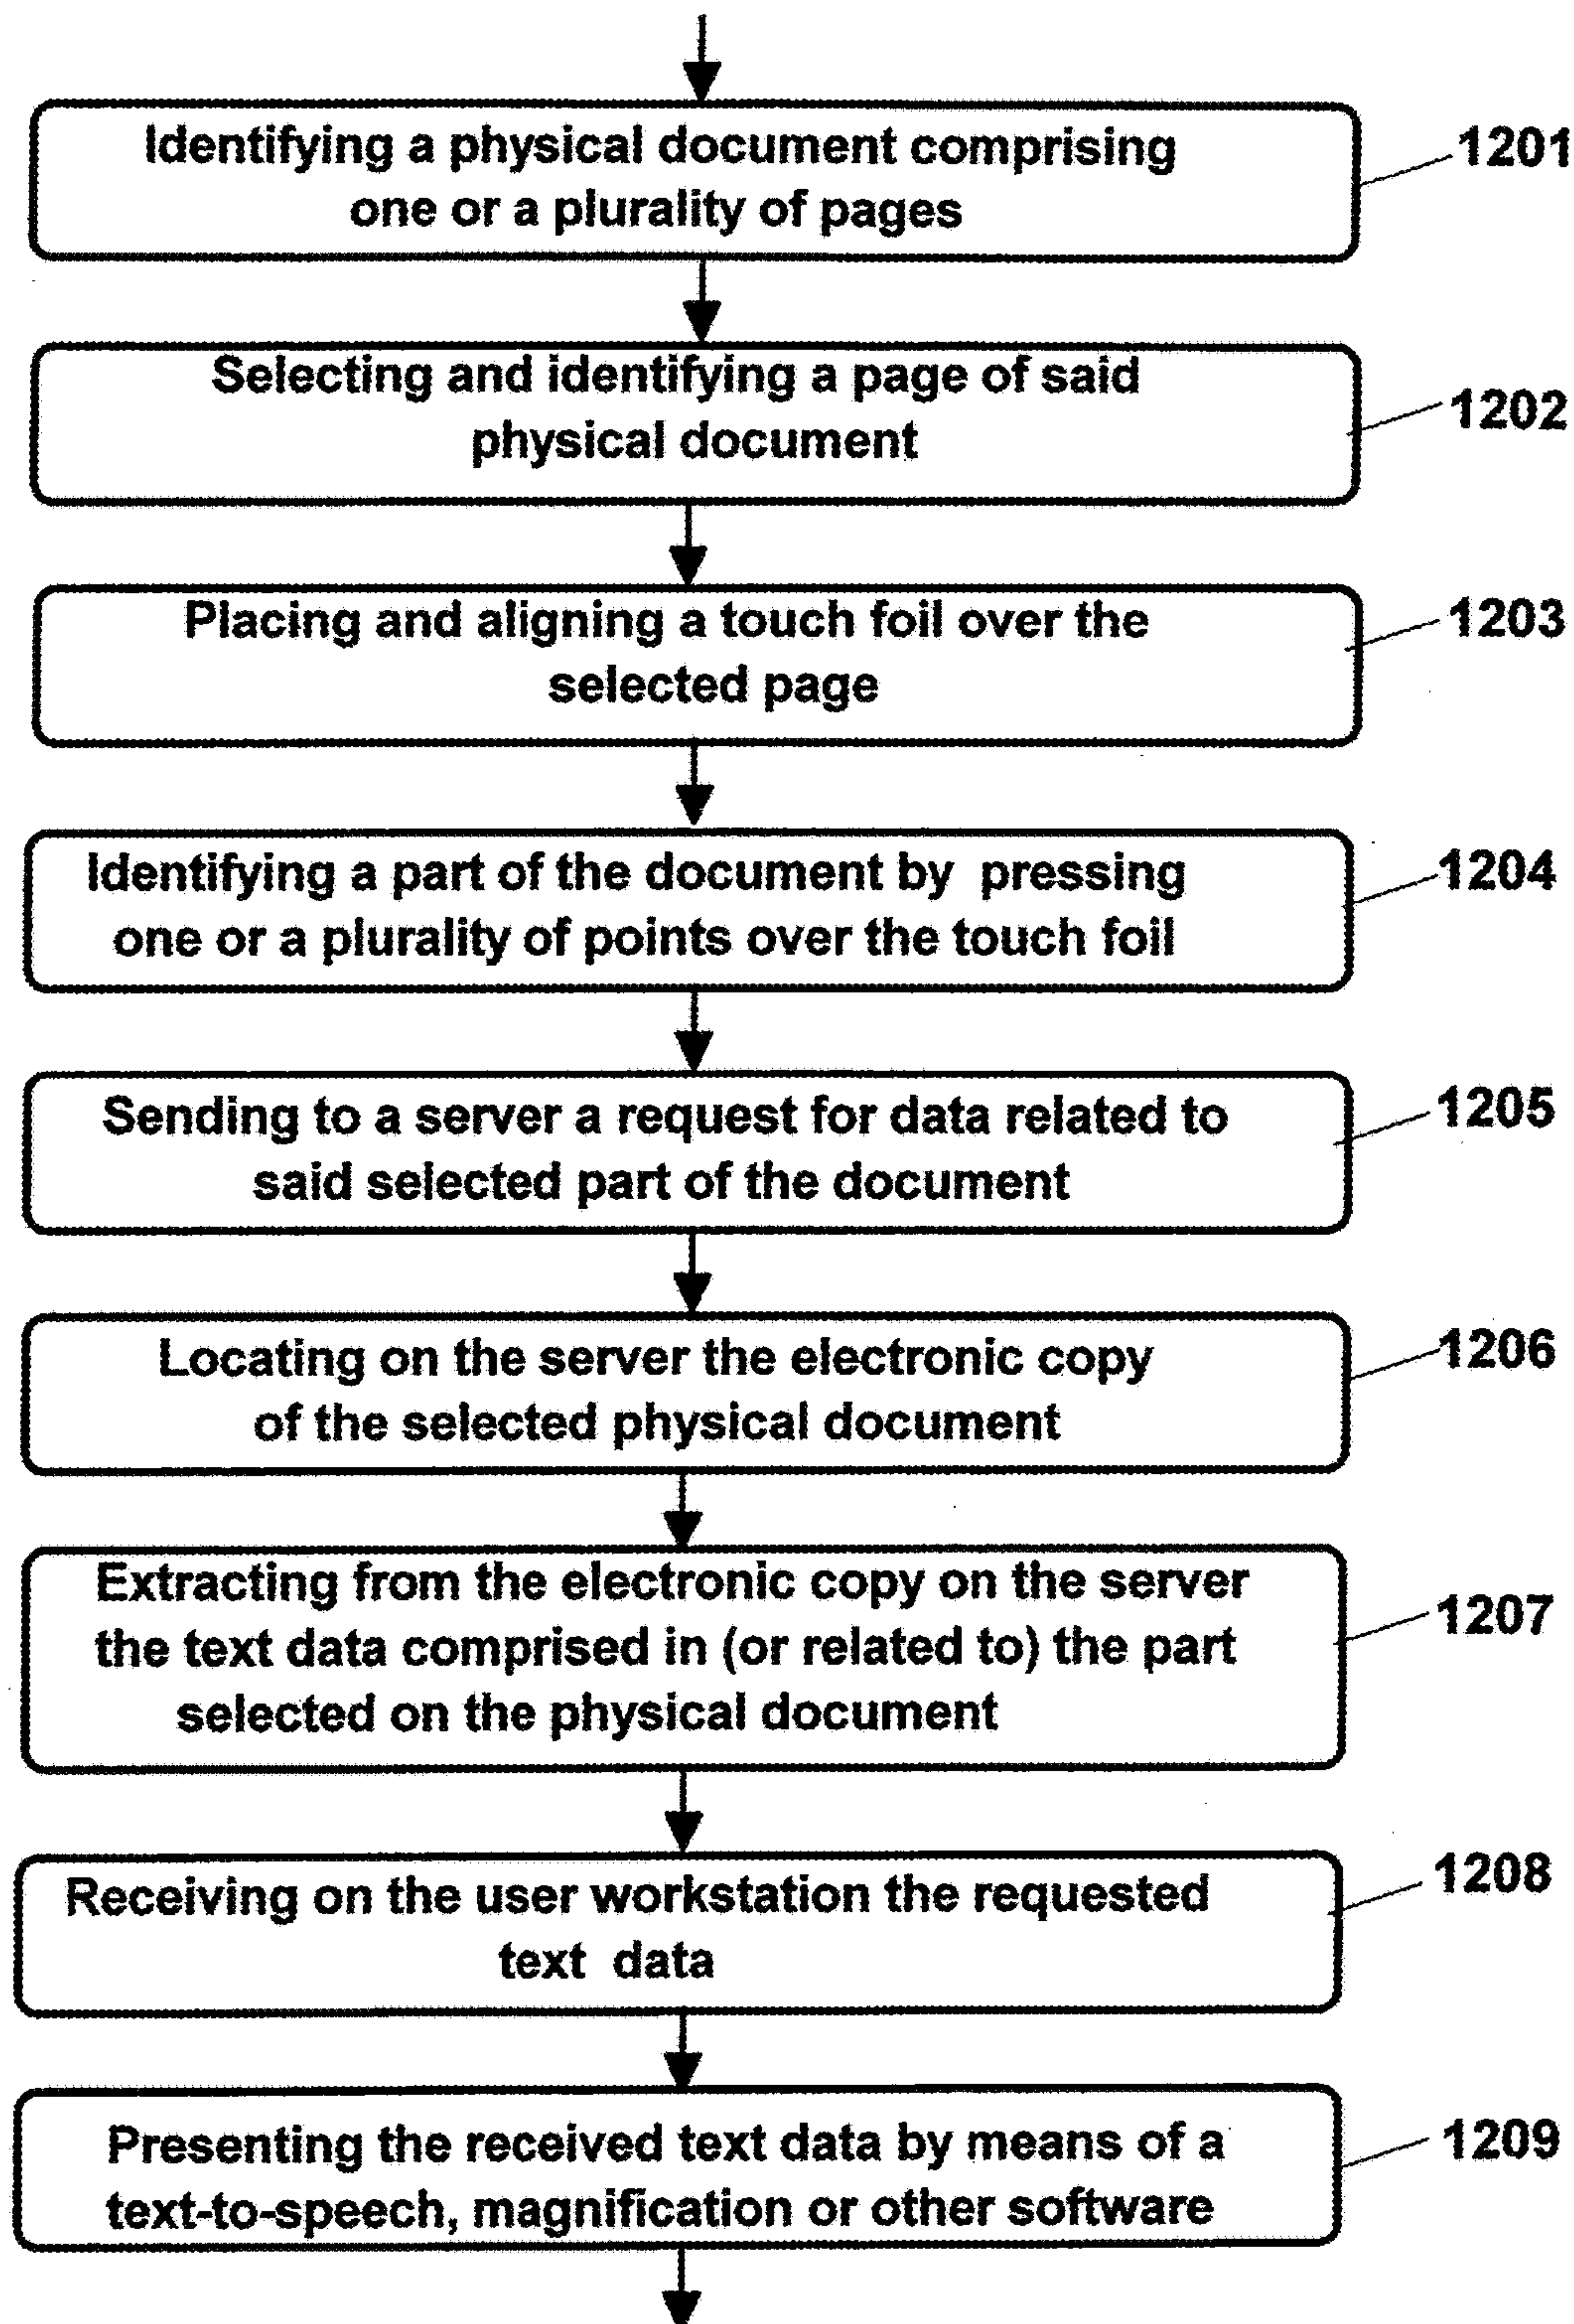 Identifying a physical document comprising
one or a plurality of pages
1201
Selecting and identifying a page of said
physical document
1202
Placing and aligning a touch foil over the
selected page
1203
Identifying a part of the document by pressing
one or a plurality of points over the touch foil
1204
Sending to a server a request for data related to
said selected part of the document
1205
Locating on the server the electronic copy
of the selected physical document
1206
Extracting from the electronic copy on the server
the text data comprised in (or related to) the part
selected on the physical document
1207
Receiving on the user workstation the requested
text data
1208
Presenting the received text data by means of a
text-to-speech, magnification or other software
1209